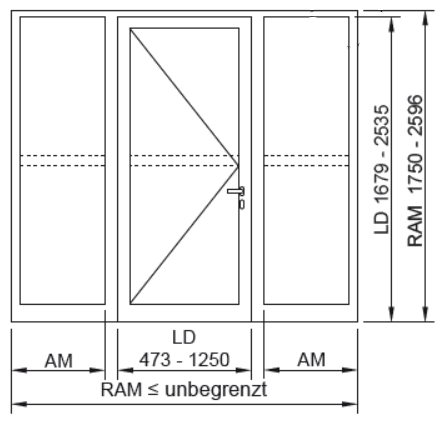 LD 1679 - 2535
RAM 1750 - 2596
LD
AM
473 - 1250
AM
RAM ≤ unbegrenzt